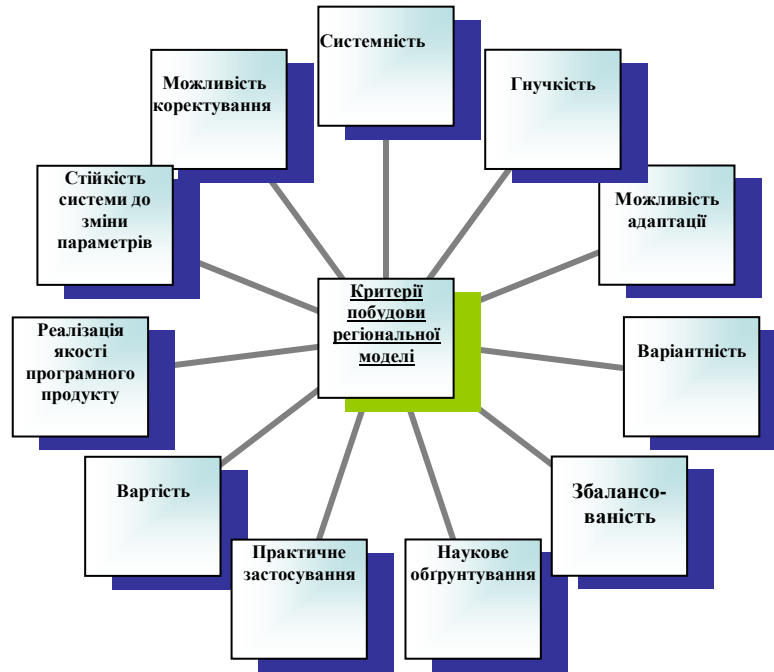 Системність
Гнучкість
Можливість
адаптації
Варіантність
Збалансо-
ваність
Наукове
обґрунтування
Практичне
застосування
Вартість
Реалізація
якості
програмного
продукту
Стійкість
системи до
зміни
параметрів
Можливість
коректування
Критерії
побудови
регіональної
моделі